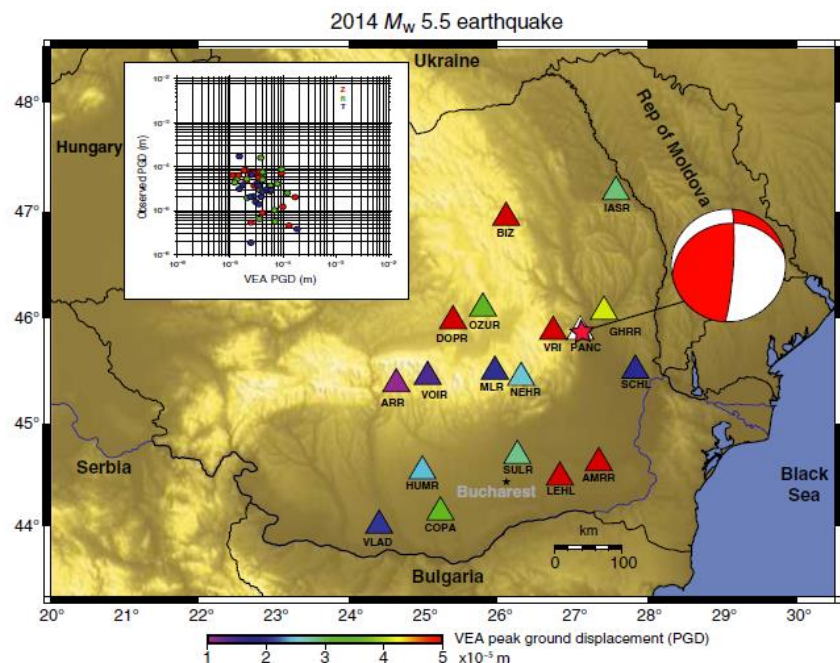 2014 Mw 5.5 earthquake
Ukraine
Hungary
Rep of Moldova
Serbia
Bulgaria
Black
Sea
Bucharest
Observed PGD (m)
VEA PGD (m)
Z
R
T
BIZ
IASR
DOPR
OZUR
VRI
PANC
GHRR
ARR
VOIR
MLR
NEHR
SCHL
HUMR
SULR
LEHL
AMRR
VLAD
COPA
km
0 100
48°
47°
46°
45°
44°
20° 21° 22° 23° 24° 25° 26° 27° 28° 29° 30°
VEA peak ground displacement (PGD)
1 2 3 4 5 ×10⁻⁵ m